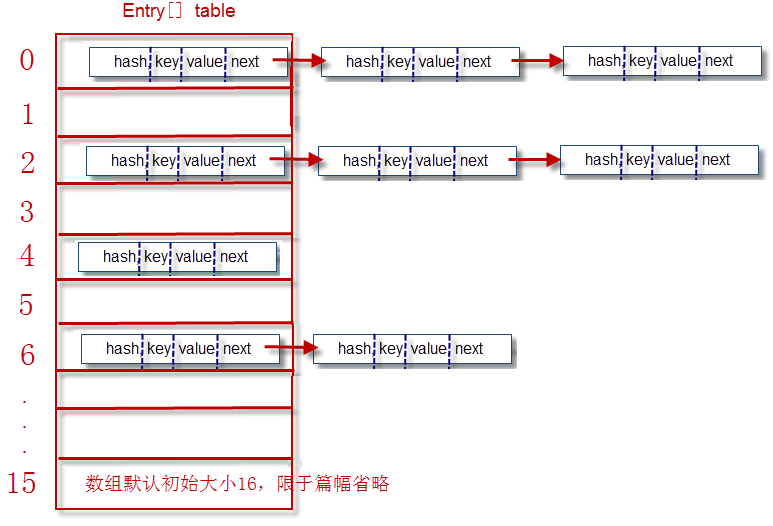 Entry[] table
0 hash key value next hash key value next hash key value next
1
2 hash key value next hash key value next hash key value next
3
4 hash key value next
5
6 hash key value next hash key value next
.
.
.
15 数组默认初始大小16，限于篇幅省略